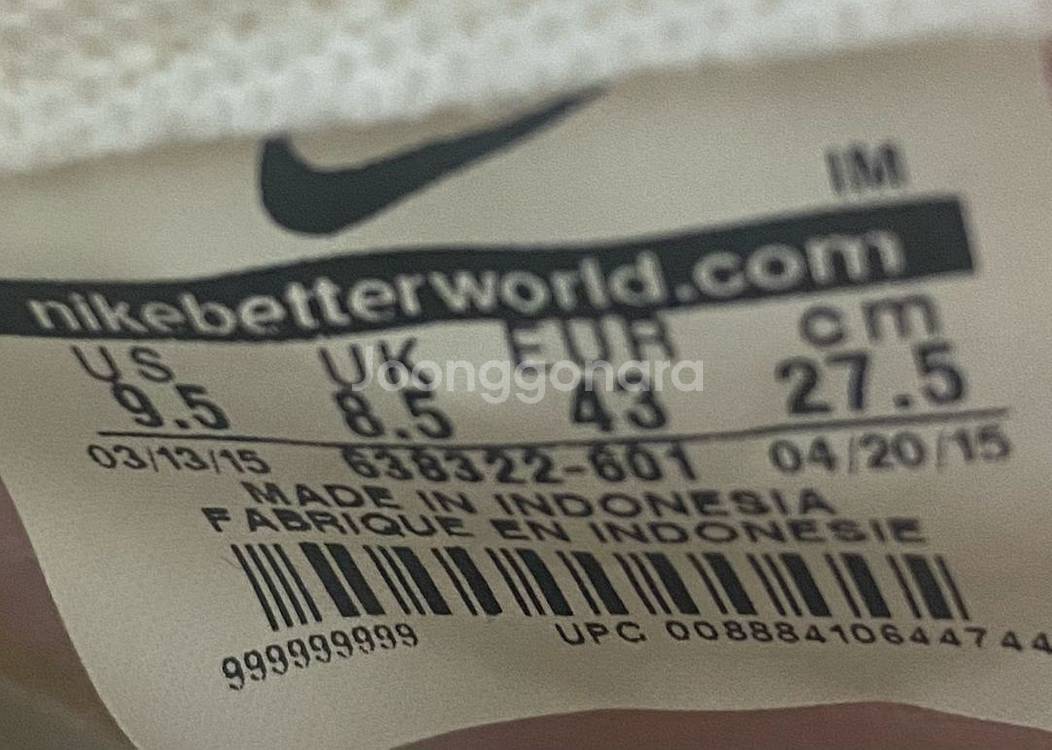 IM
nikebetterworld.com
US UK EUR cm
9.5 8.5 43 27.5
Joonggonara
03/13/15 638322-601 04/20/15
MADE IN INDONESIA
FABRIQUE EN INDONESIE
999999999 UPC 00888410644744